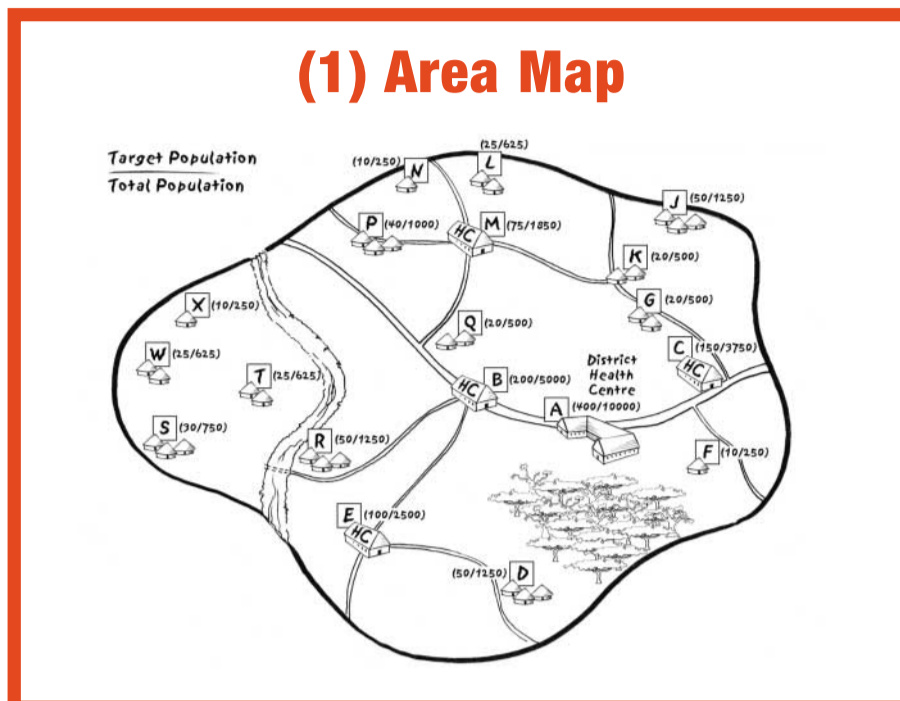 (1) Area Map
Target Population
Total Population
(25/625)
L
(10/250)
N
J
(50/1250)
P
(40/1000)
HC
M
(75/1850)
K
(20/500)
X
(10/250)
G
(20/500)
Q
(20/500)
W
(25/625)
T
(25/625)
District
Health
Centre
C
(150/3750)
HC
B
(200/5000)
HC
A
(400/10000)
S
(30/750)
R
(50/1250)
F
(10/250)
E
(100/2500)
HC
(50/1250)
D